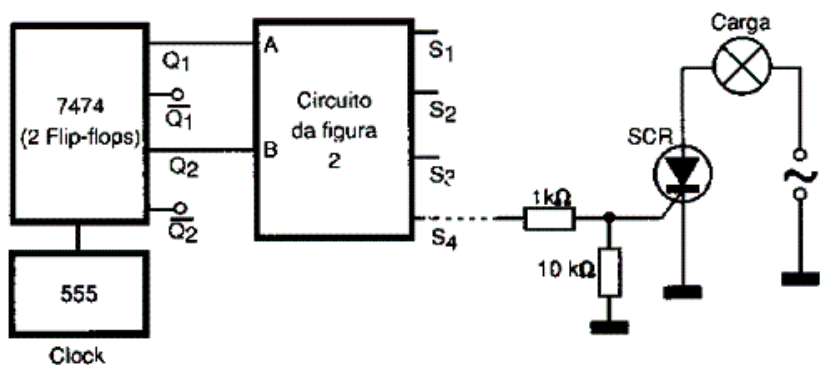 7474
(2 Flip-flops)
Q1
Q1
Q2
Q2
555
Clock
A
B
Circuito
da figura
2
S1
S2
S3
S4
1kΩ
10 kΩ
SCR
Carga
~